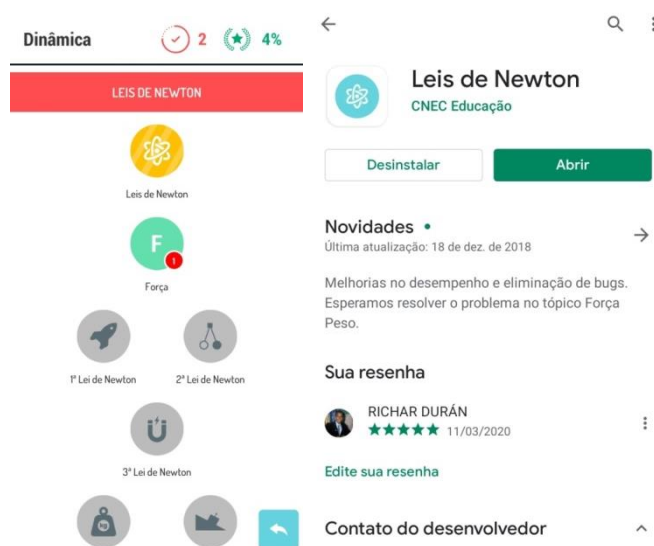 Dinâmica
2
4%
LEIS DE NEWTON
Leis de Newton
F
1
Força
1ª Lei de Newton
2ª Lei de Newton
3ª Lei de Newton
kg
Leis de Newton
CNEC Educação
Desinstalar
Abrir
Novidades •
Última atualização: 18 de dez. de 2018
Melhorias no desempenho e eliminação de bugs.
Esperamos resolver o problema no tópico Força
Peso.
Sua resenha
RICHAR DURÁN
11/03/2020
Edite sua resenha
Contato do desenvolvedor